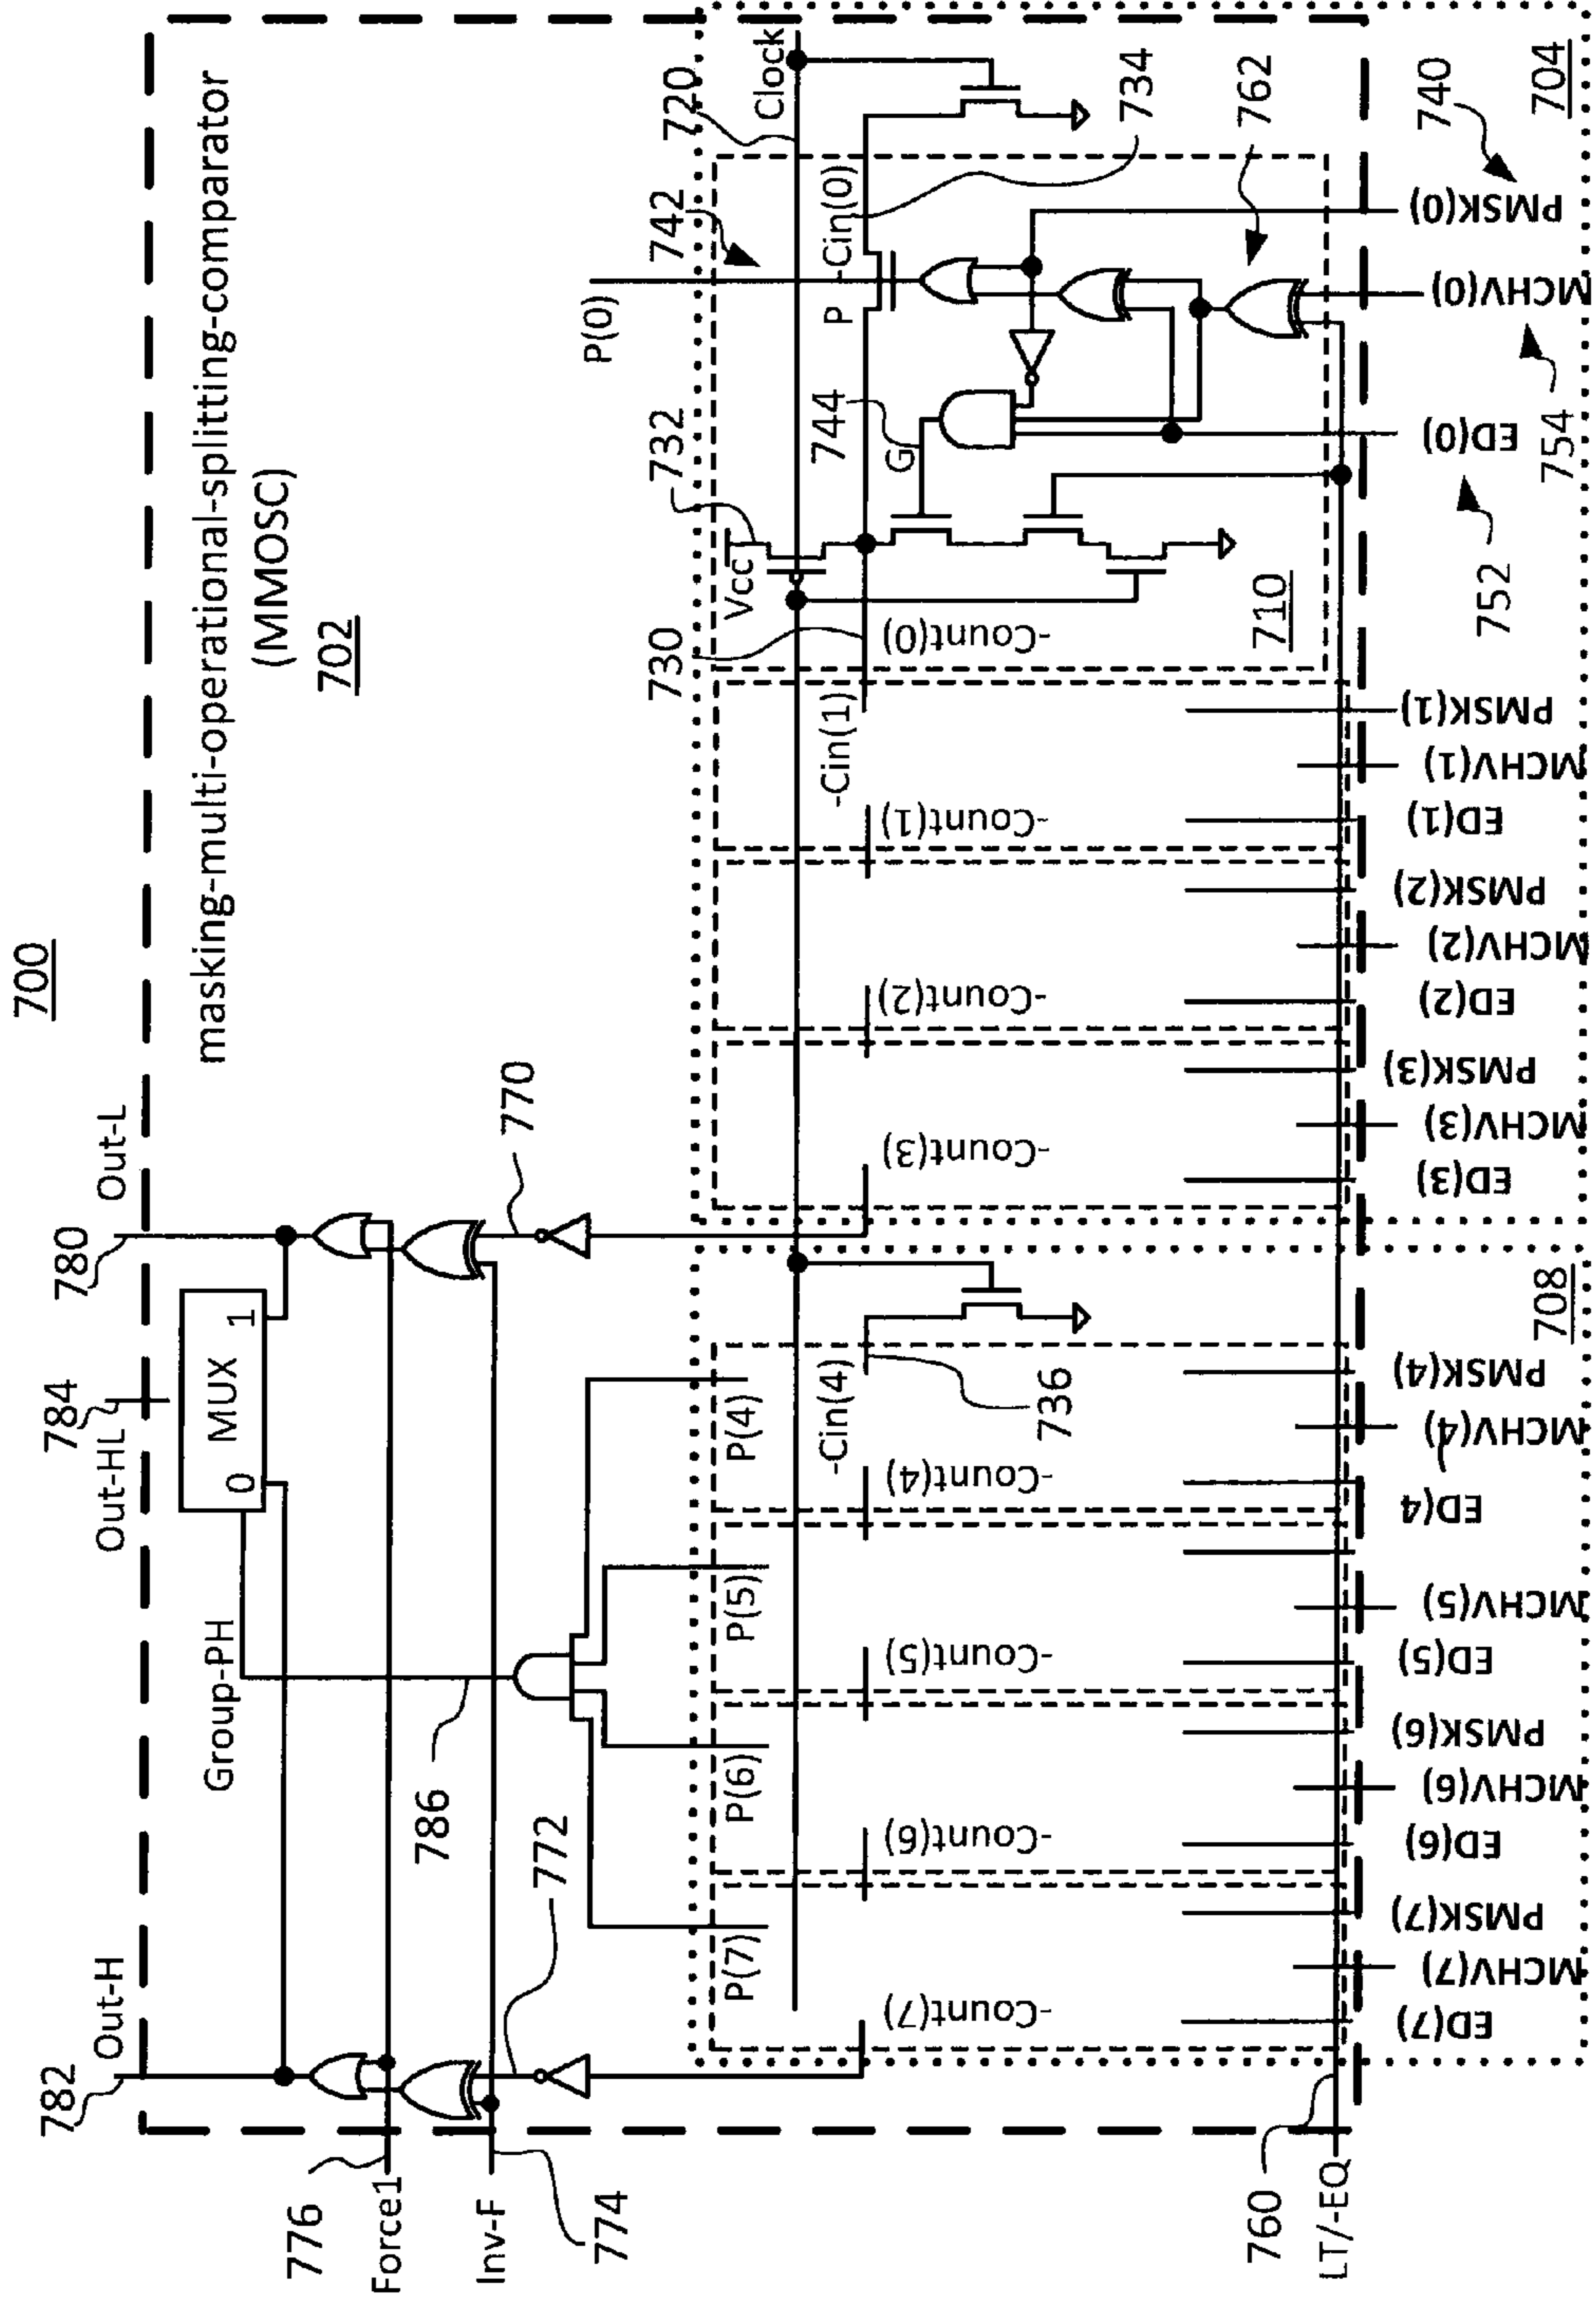 700
masking-multi-operational-splitting-comparator
(MMOSC)
702
782
Out-H
Out-HL
784
780
Out-L
MUX
0
1
Group-PH
786
776
Force1
Inv-F
774
772
770
P(0)
742
720
Clock
730
732
Vcc
744
G
P
-Cin(0)
734
762
P(7)
P(6)
P(5)
P(4)
-Cin(4)
736
-Cin(1)
-Count(7)
-Count(6)
-Count(5)
-Count(4)
-Count(3)
-Count(2)
-Count(1)
-Count(0)
710
760
LT/-EQ
ED(7)
MCHV(7)
PMSK(7)
ED(6)
MCHV(6)
PMSK(6)
ED(5)
MCHV(5)
ED(4
)
MCHV(4)
PMSK(4)
708
ED(3)
MCHV(3)
PMSK(3)
ED(2)
MCHV(2)
PMSK(2)
ED(1)
MCHV(1)
PMSK(1)
ED(0)
MCHV(0)
PMSK(0)
752
754
740
704